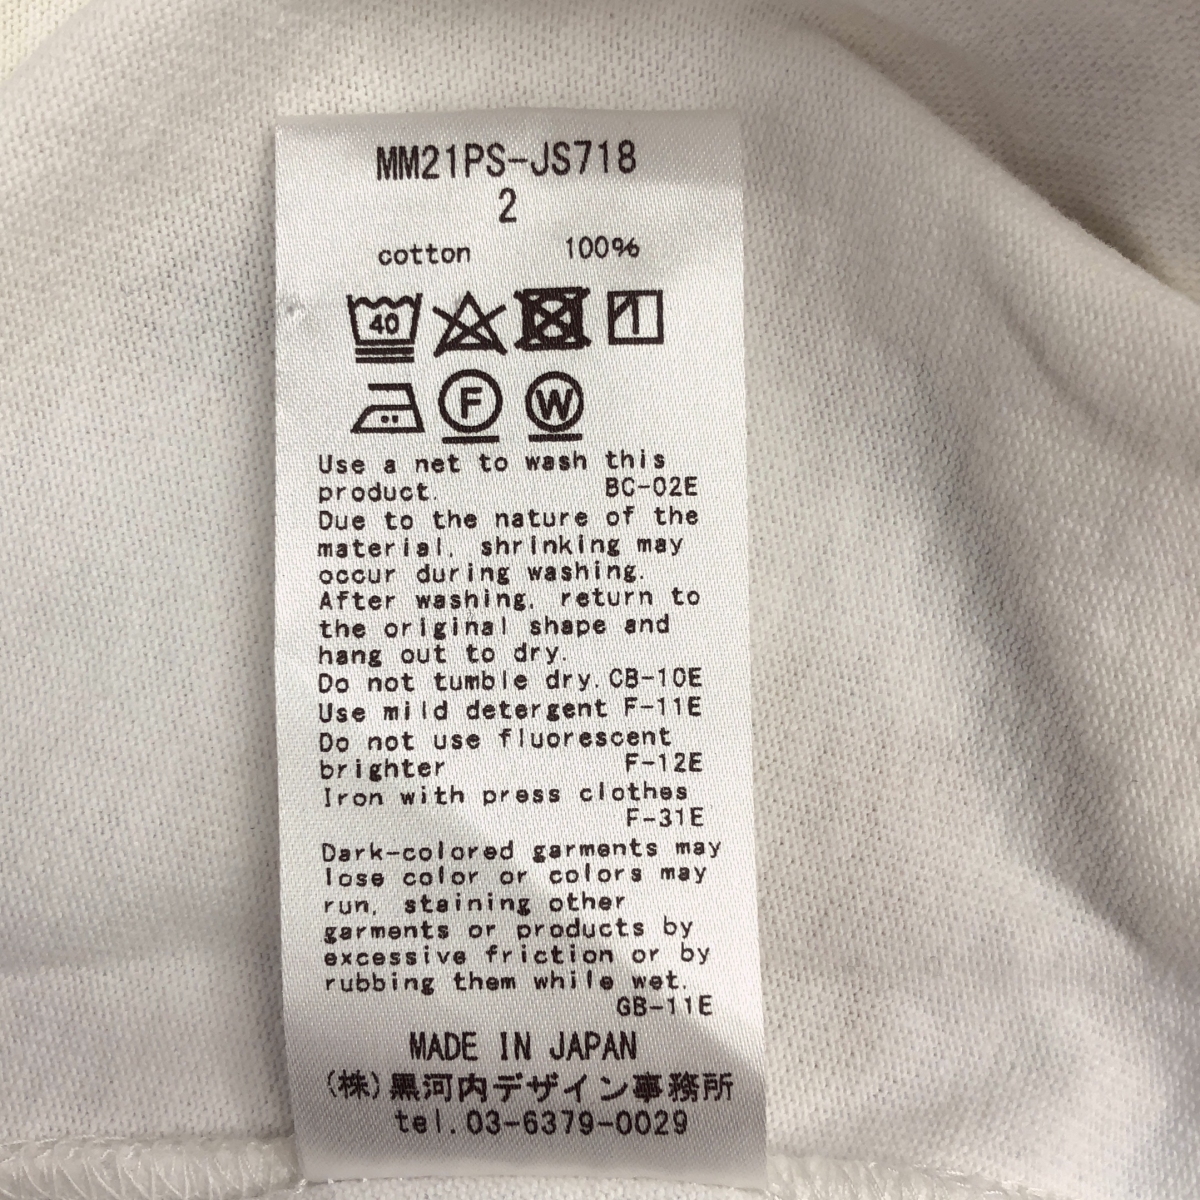 MM21PS-JS718
2
cotton 100%
40
F W
Use a net to wash this
product. BC-02E
Due to the nature of the
material, shrinking may
occur during washing.
After washing, return to
the original shape and
hang out to dry.
Do not tumble dry. CB-10E
Use mild detergent F-11E
Do not use fluorescent
brighter F-12E
Iron with press clothes
F-31E
Dark-colored garments may
lose color or colors may
run, staining other
garments or products by
excessive friction or by
rubbing them while wet.
GB-11E
MADE IN JAPAN
(株)黒河内デザイン事務所
tel.03-6379-0029